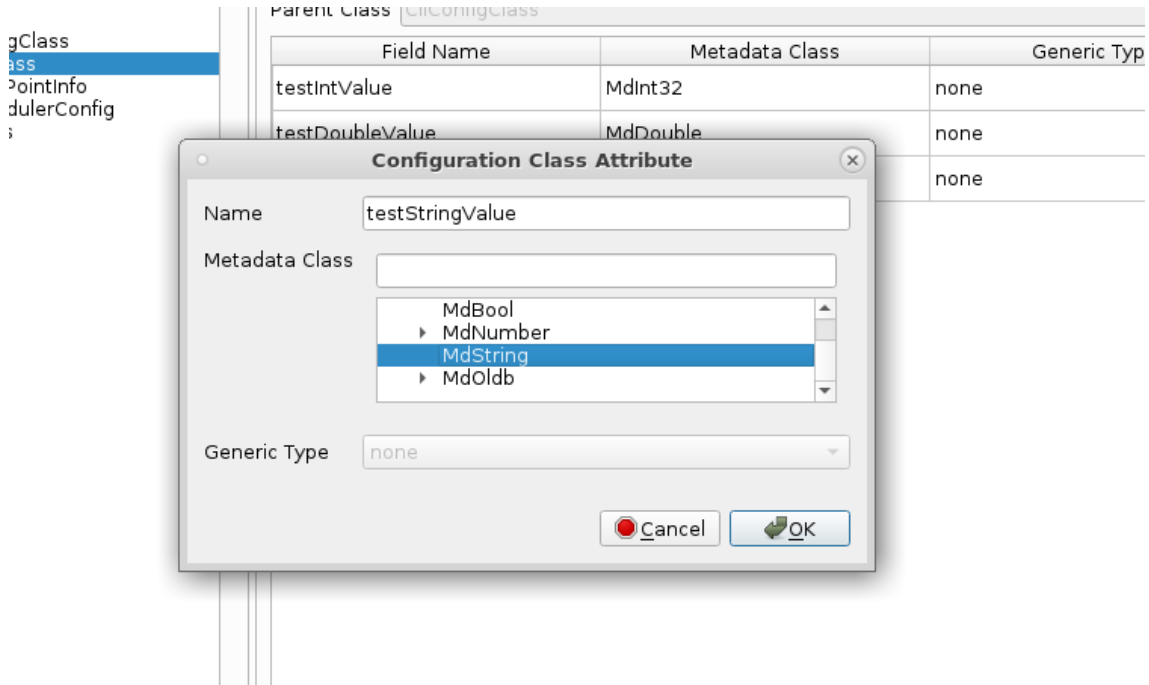 Parent Class CiiConfigClass
gClass
ass
PointInfo
dulerConfig
s
Field Name Metadata Class Generic Typ
testIntValue MdInt32 none
testDoubleValue MdDouble none
none
Configuration Class Attribute
Name testStringValue
Metadata Class
MdBool
MdNumber
MdString
MdOldb
Generic Type none
Cancel OK